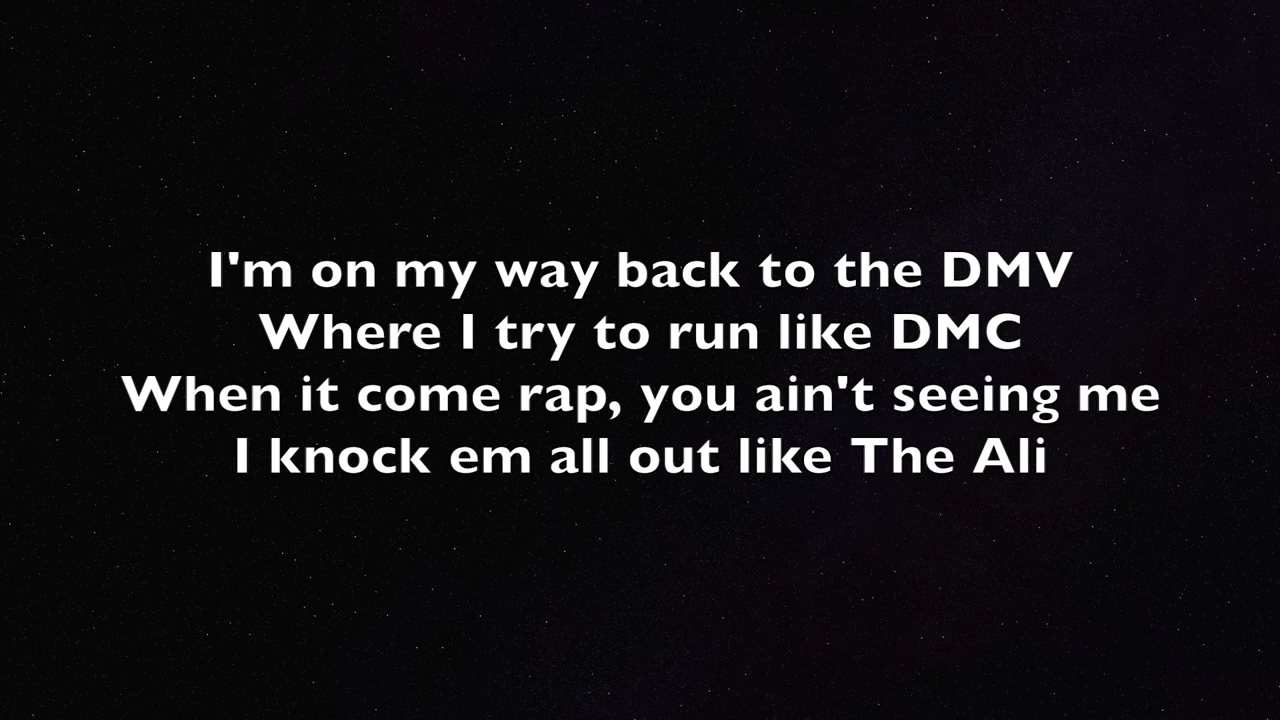 I'm on my way back to the DMV
Where I try to run like DMC
When it come rap, you ain't seeing me
I knock em all out like The Ali